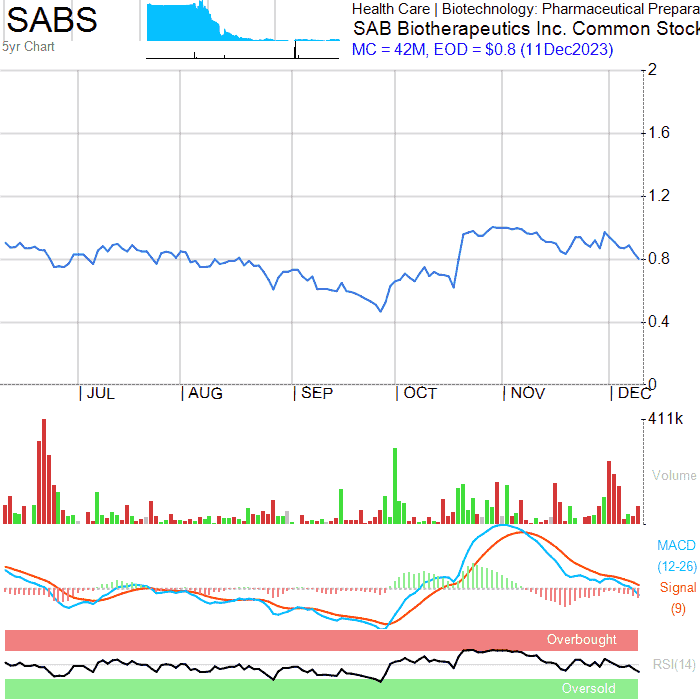 SABS
5yr Chart
Health Care | Biotechnology: Pharmaceutical Prepara
SAB Biotherapeutics Inc. Common Stock
MC = 42M, EOD = $0.8 (11Dec2023)
2
1.6
1.2
0.8
0.4
0
JUL AUG SEP OCT NOV DEC
411k
Volume
MACD
(12-26)
Signal
(9)
Overbought
RSI(14)
Oversold